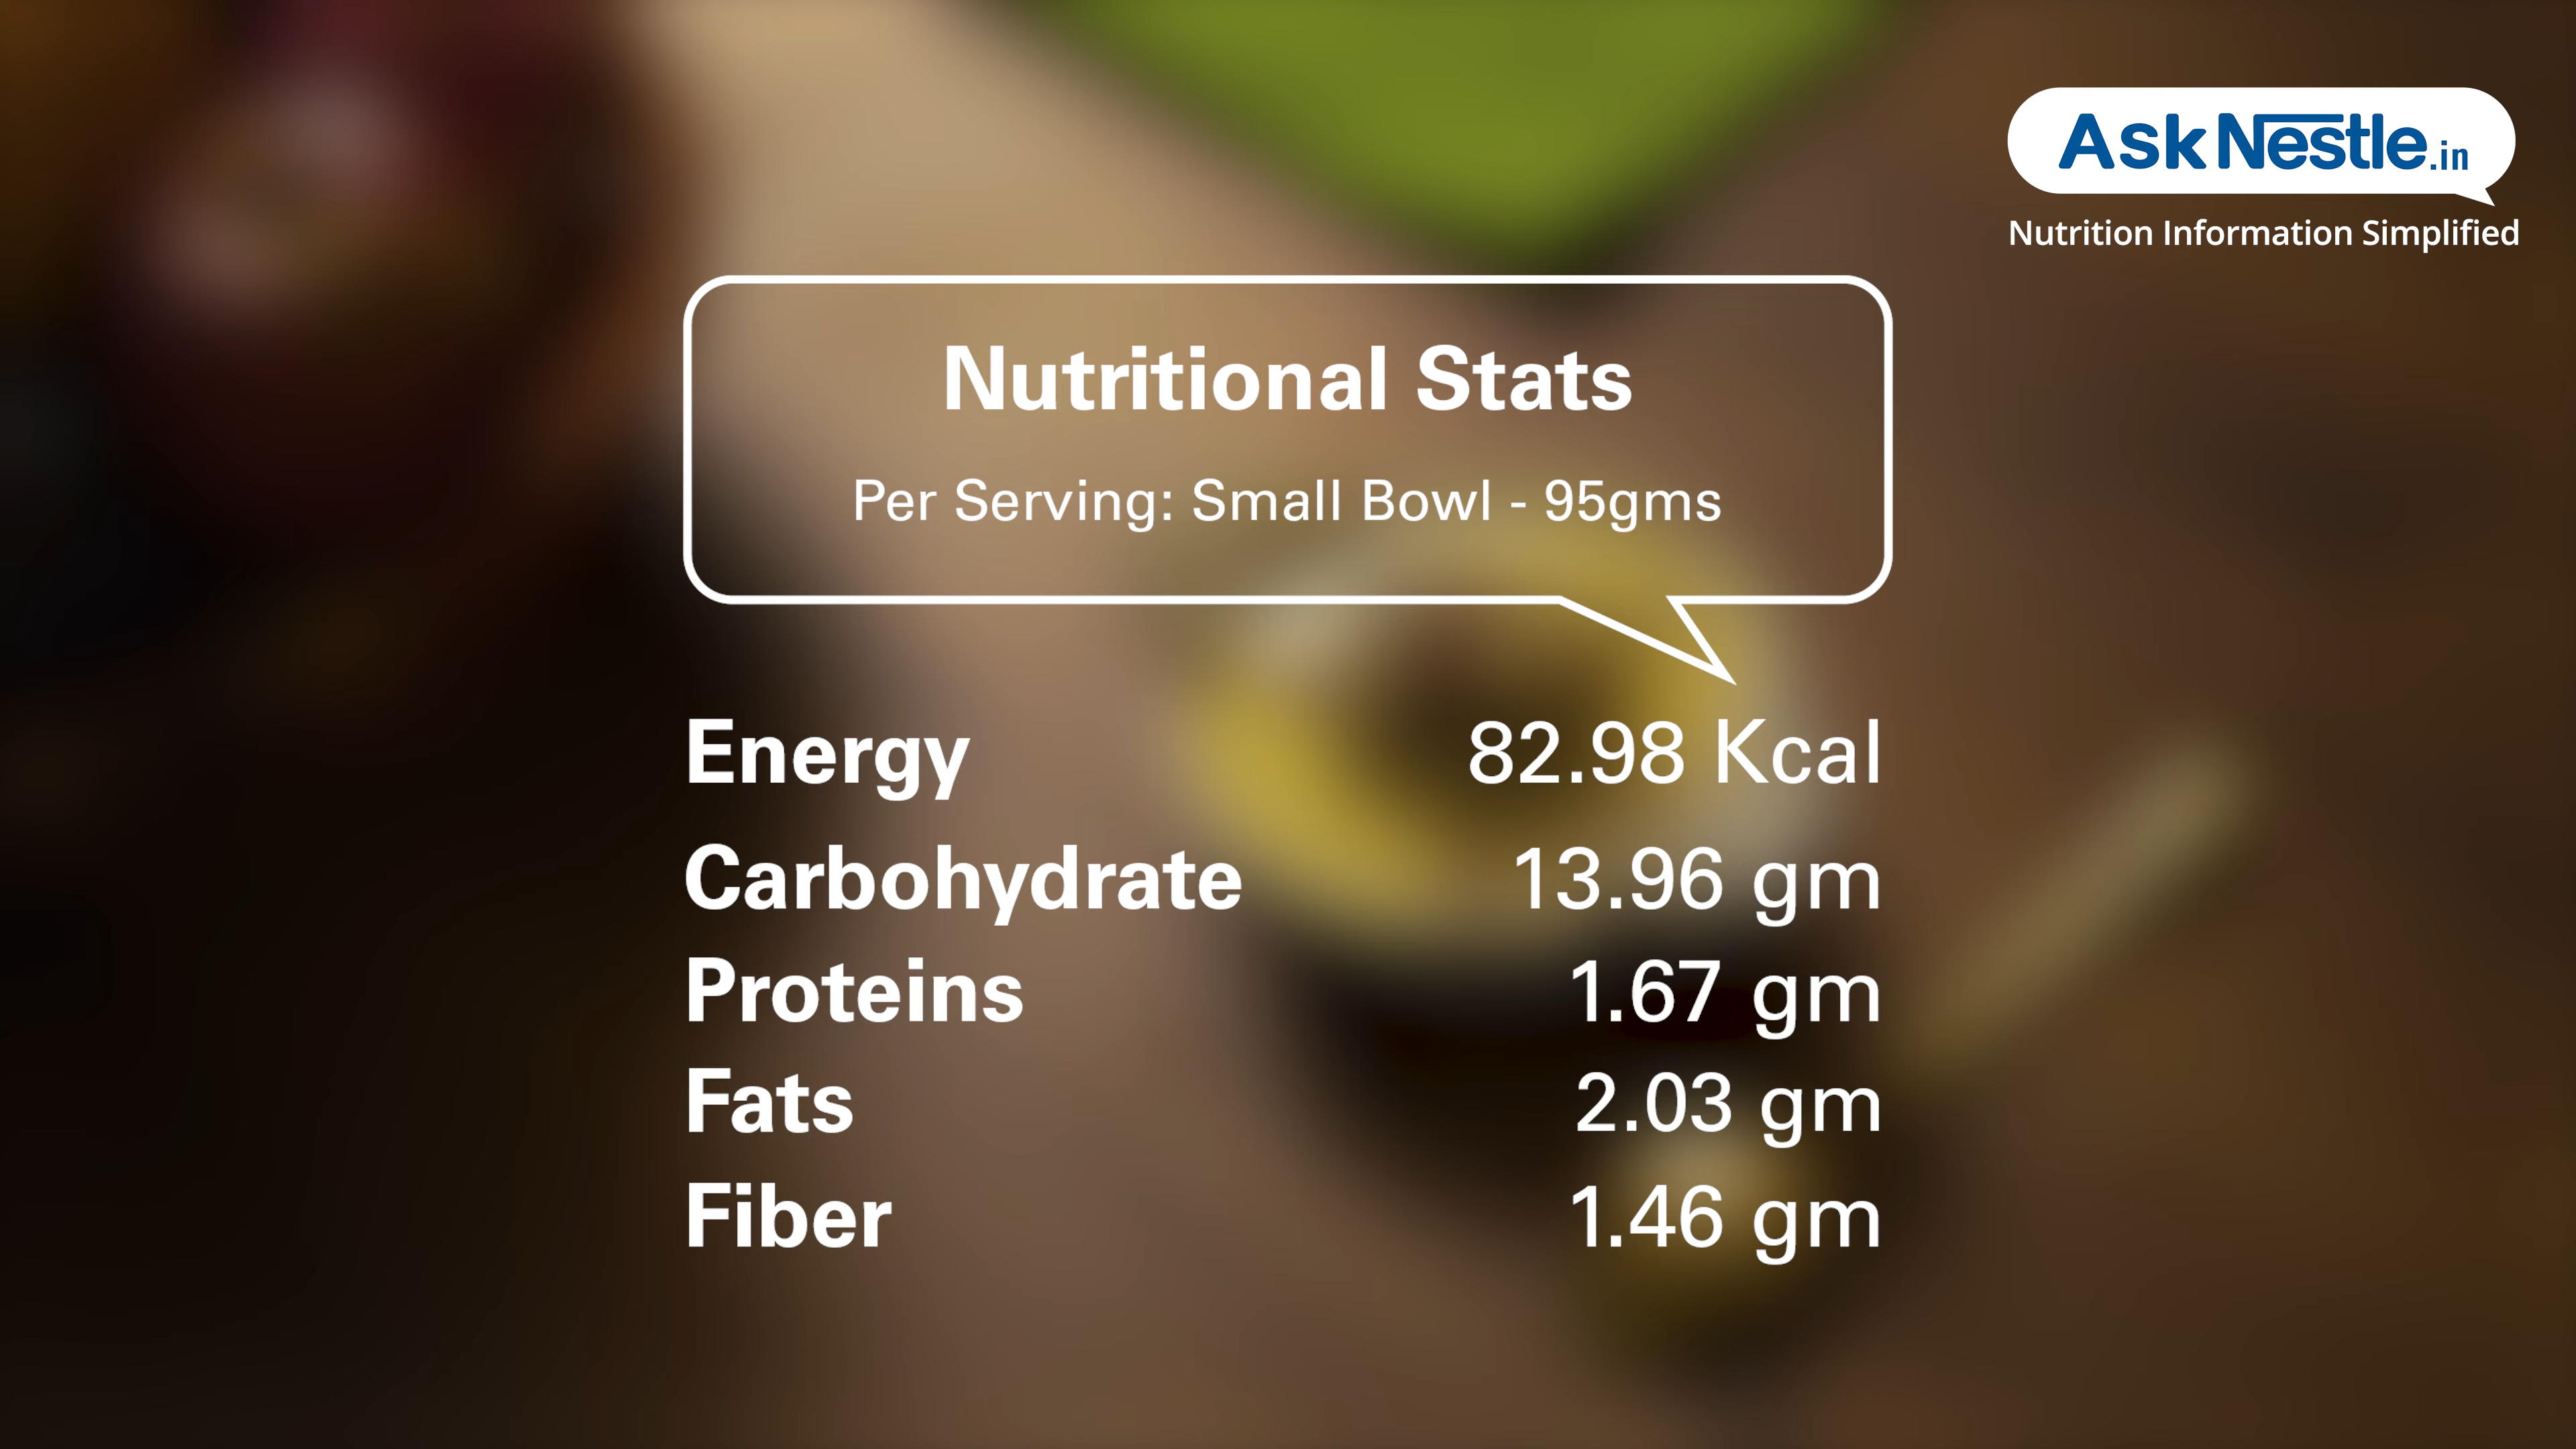 AskNestle.in
Nutrition Information Simplified
Nutritional Stats
Per Serving: Small Bowl - 95gms
Energy 82.98 Kcal
Carbohydrate 13.96 gm
Proteins 1.67 gm
Fats 2.03 gm
Fiber 1.46 gm